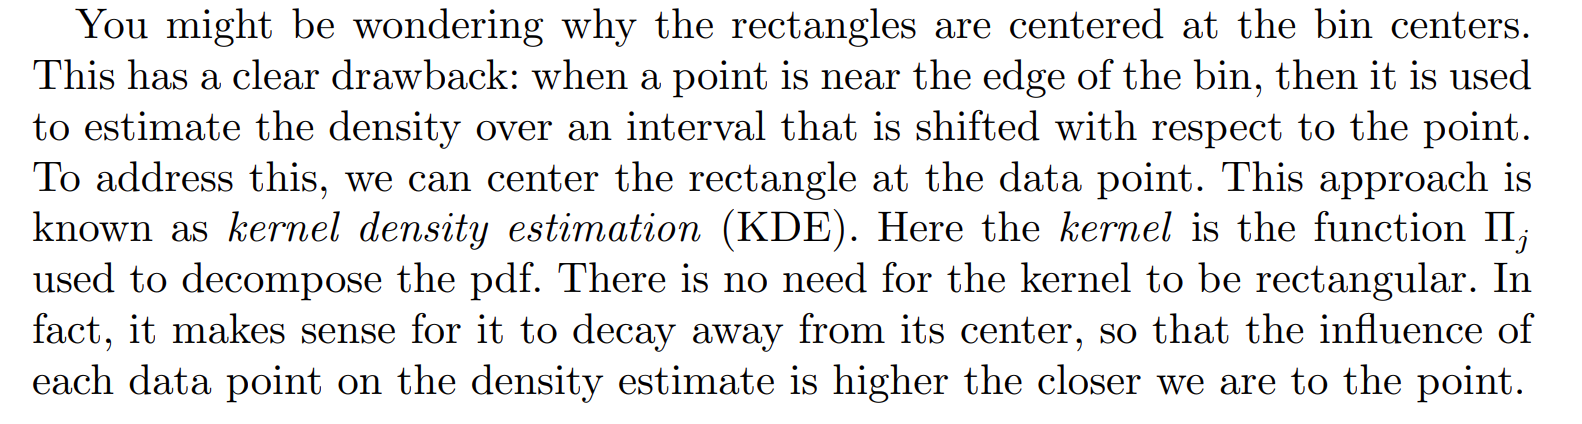 You might be wondering why the rectangles are centered at the bin centers.
This has a clear drawback: when a point is near the edge of the bin, then it is used
to estimate the density over an interval that is shifted with respect to the point.
To address this, we can center the rectangle at the data point. This approach is
known as kernel density estimation (KDE). Here the kernel is the function Πⱼ
used to decompose the pdf. There is no need for the kernel to be rectangular. In
fact, it makes sense for it to decay away from its center, so that the influence of
each data point on the density estimate is higher the closer we are to the point.